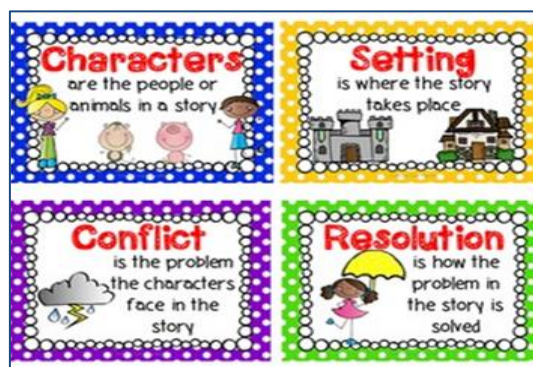 Characters
are the people or
animals in a story
Setting
is where the story
takes place
Conflict
is the problem
the characters
face in the
story
Resolution
is how the
problem in
the story is
solved